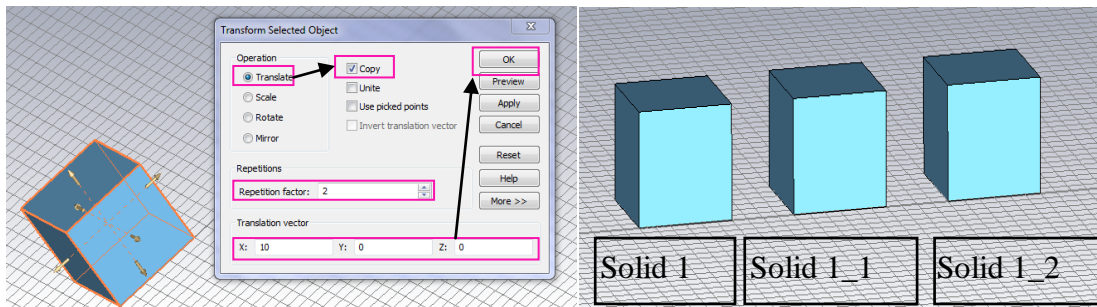 Transform Selected Object
Operation
Translate
Scale
Rotate
Mirror
Copy
Unite
Use picked points
Invert translation vector
OK
Preview
Apply
Cancel
Reset
Help
More >>
Repetitions
Repetition factor: 2
Translation vector
X: 10 Y: 0 Z: 0
Solid 1
Solid 1_1
Solid 1_2